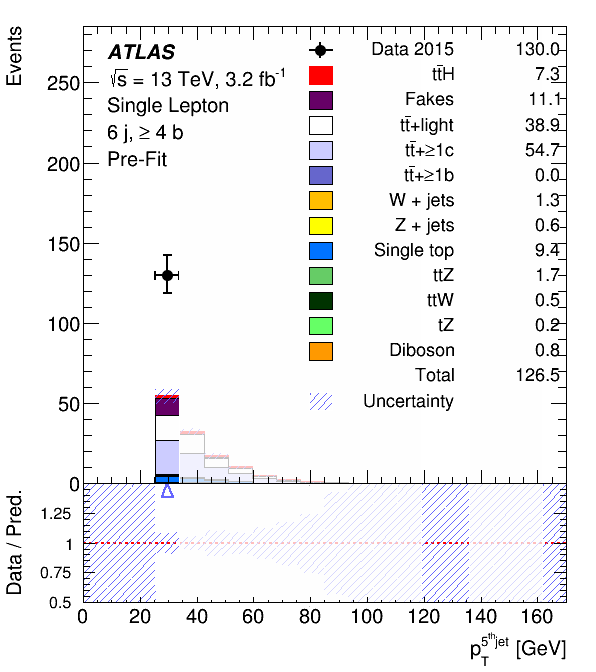 Events
ATLAS
√s = 13 TeV, 3.2 fb⁻¹
Single Lepton
6 j, ≥ 4 b
Pre-Fit
Data 2015 130.0
tt̄H 7.3
Fakes 11.1
tt̄+light 38.9
tt̄+≥1c 54.7
tt̄+≥1b 0.0
W + jets 1.3
Z + jets 0.6
Single top 9.4
ttZ 1.7
ttW 0.5
tZ 0.2
Diboson 0.8
Total 126.5
Uncertainty
250
200
150
100
50
0
Data / Pred.
1.25
1
0.75
0.5
0 20 40 60 80 100 120 140 160
p_T^5th jet [GeV]